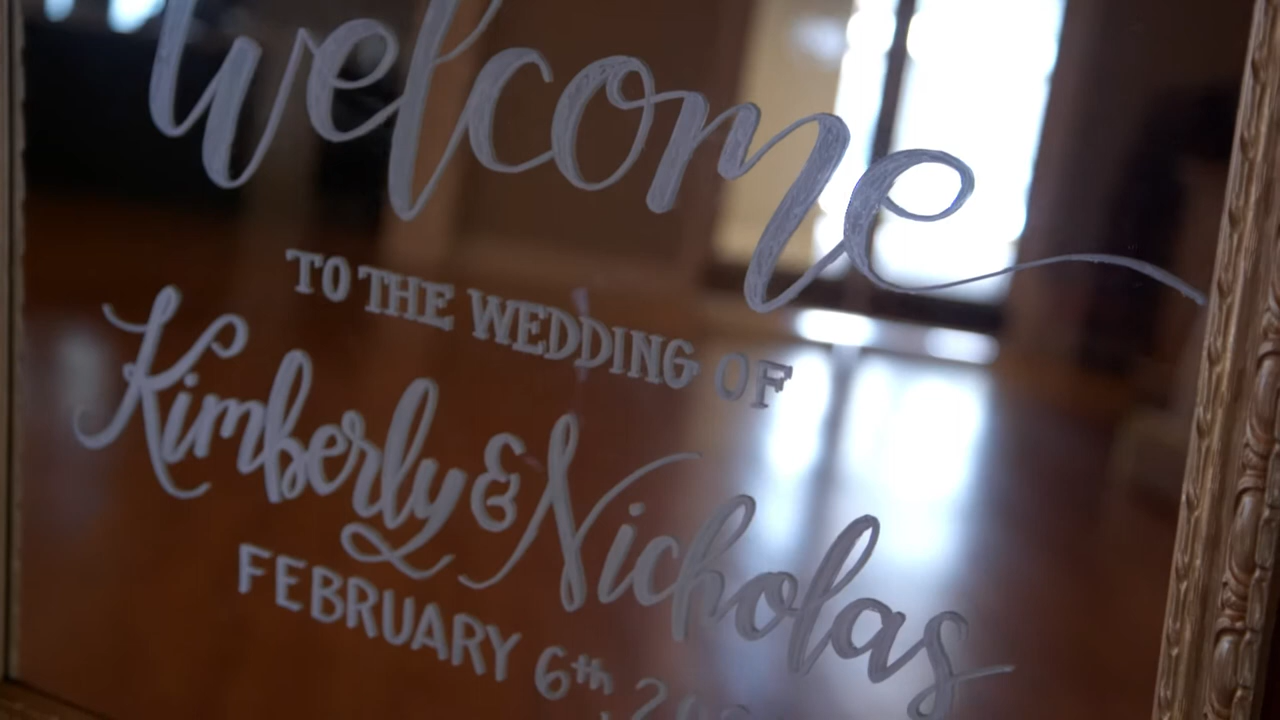 welcome
TO THE WEDDING OF
Kimberly & Nicholas
FEBRUARY 6th